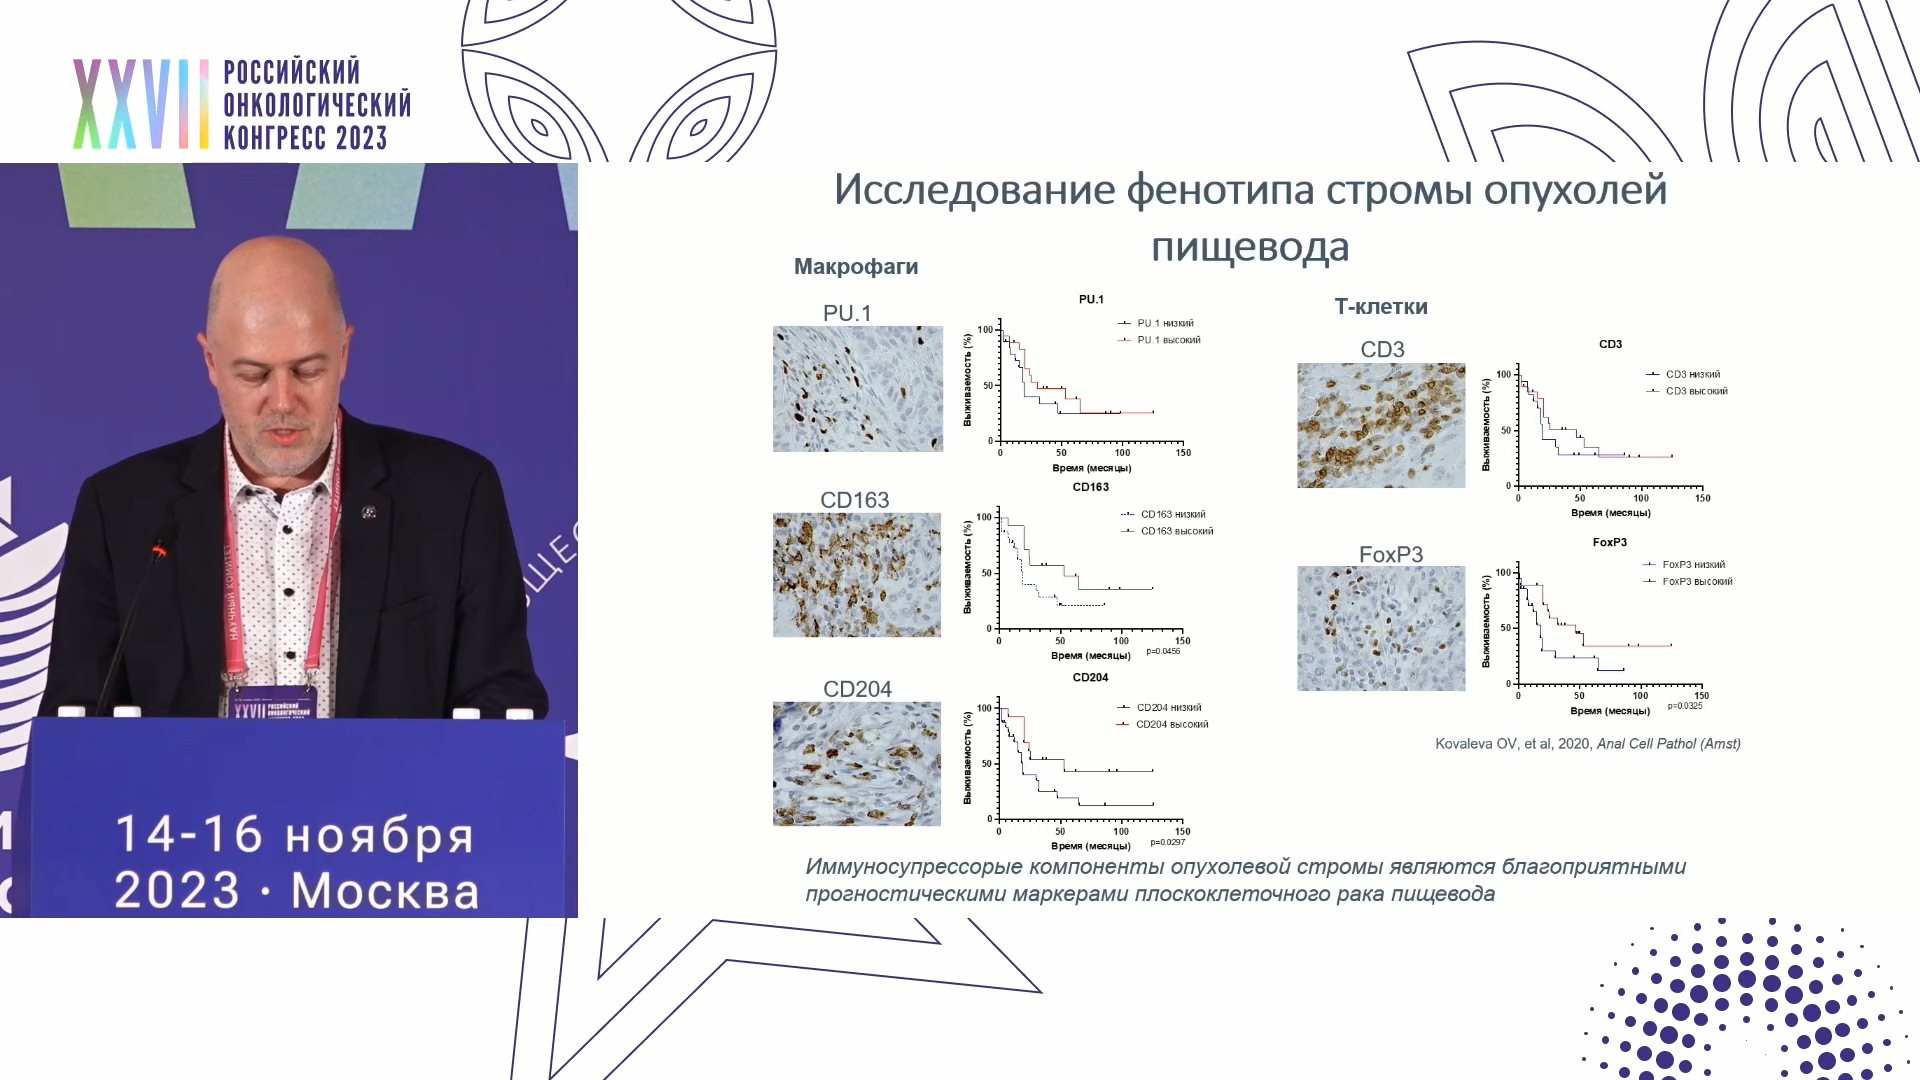 XXVII
РОССИЙСКИЙ
ОНКОЛОГИЧЕСКИЙ
КОНГРЕСС 2023
НАУЧНЫЙ КОМИТЕТ
XXVII
РОССИЙСКИЙ
14-16 ноября
2023 · Москва
Исследование фенотипа стромы опухолей
пищевода
Макрофаги
PU.1
PU.1
PU.1 низкий
PU.1 высокий
Выживаемость (%)
100
50
0
0 50 100 150
Время (месяцы)
CD163
CD163
CD163 низкий
CD163 высокий
Выживаемость (%)
100
50
0
0 50 100 150
Время (месяцы)
p=0.0456
CD204
CD204
CD204 низкий
CD204 высокий
Выживаемость (%)
100
50
0
0 50 100 150
Время (месяцы)
p=0.0297
Т-клетки
CD3
CD3
CD3 низкий
CD3 высокий
Выживаемость (%)
100
50
0
0 50 100 150
Время (месяцы)
FoxP3
FoxP3
FoxP3 низкий
FoxP3 высокий
Выживаемость (%)
100
50
0
0 50 100 150
Время (месяцы)
p=0.0325
Kovaleva OV, et al, 2020, Anal Cell Pathol (Amst)
Иммуносупрессорые компоненты опухолевой стромы являются благоприятными
прогностическими маркерами плоскоклеточного рака пищевода